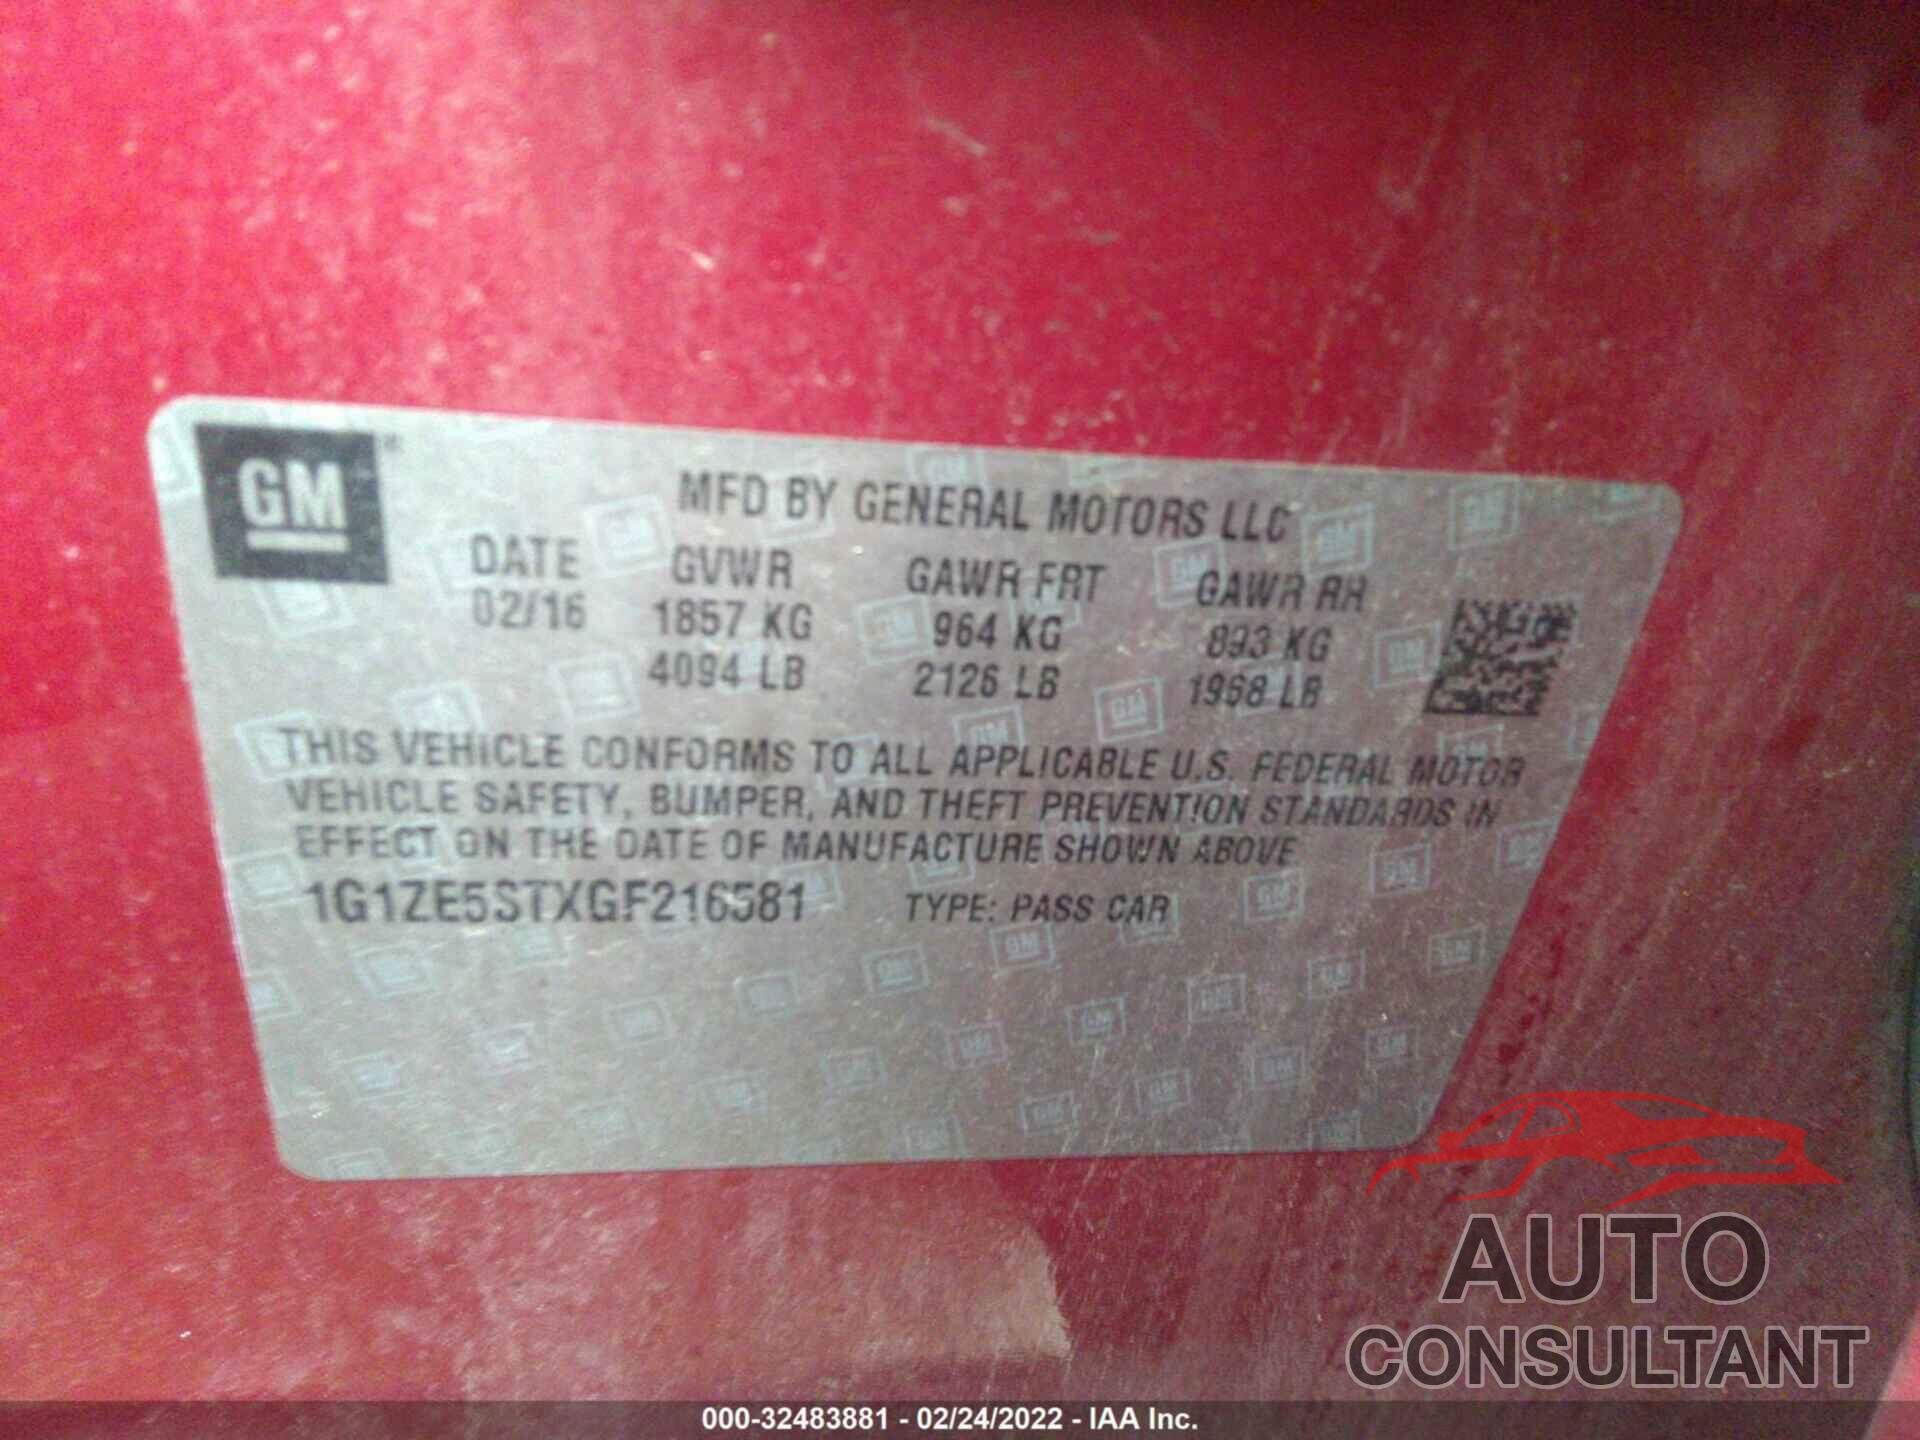 GM
MFD BY GENERAL MOTORS LLC
DATE GVWR GAWR FRT GAWR RR
02/16 1857 KG 964 KG 893 KG
4094 LB 2126 LB 1968 LB
THIS VEHICLE CONFORMS TO ALL APPLICABLE U.S. FEDERAL MOTOR
VEHICLE SAFETY, BUMPER, AND THEFT PREVENTION STANDARDS IN
EFFECT ON THE DATE OF MANUFACTURE SHOWN ABOVE
1G1ZE5STXGF216581 TYPE: PASS CAR
AUTO
CONSULTANT
000-32483881 - 02/24/2022 - IAA Inc.